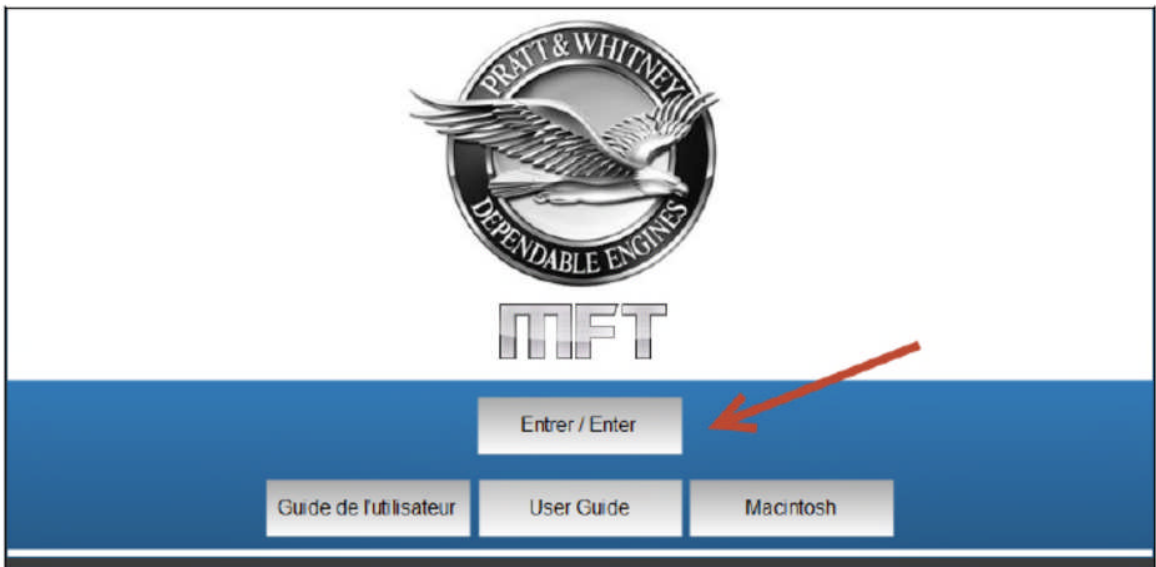 PRATT & WHITNEY
DEPENDABLE ENGINES
MFT
Entrer / Enter
Guide de l'utilisateur User Guide Macintosh